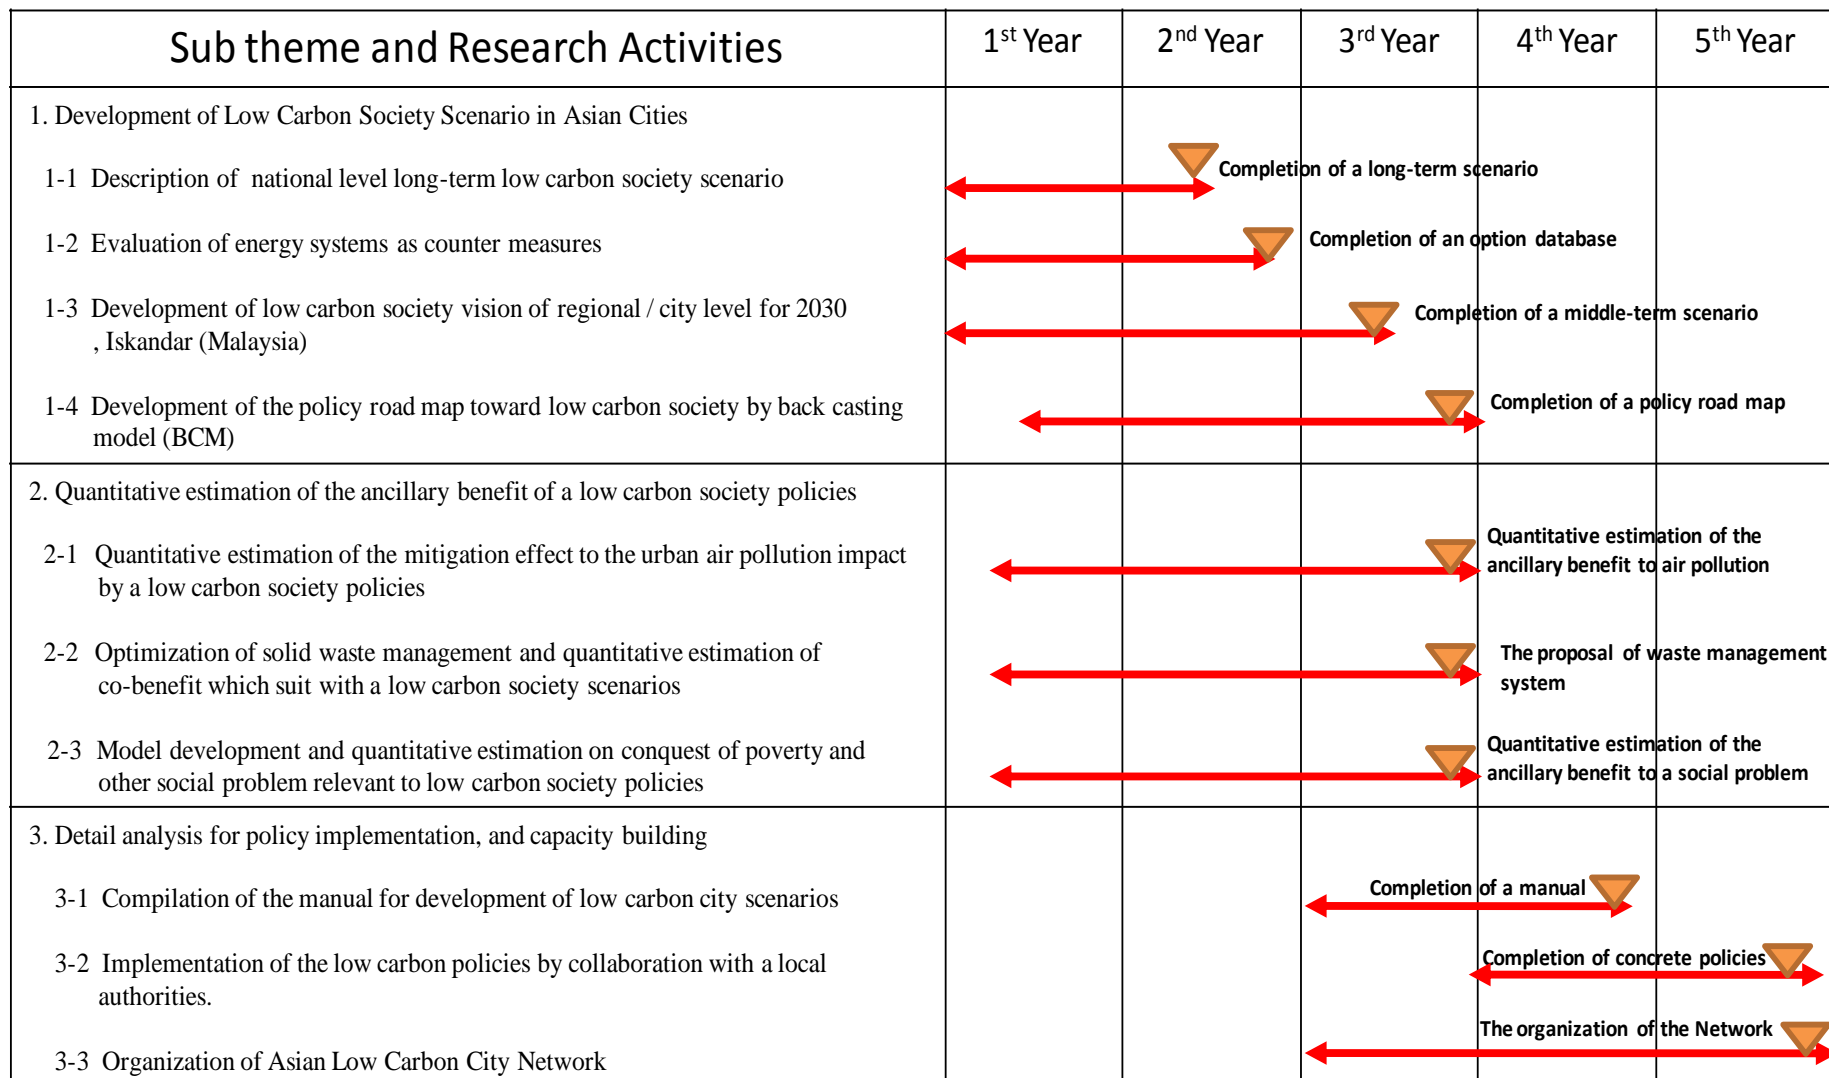 Sub theme and Research Activities
1st Year
2nd Year
3rd Year
4th Year
5th Year
1. Development of Low Carbon Society Scenario in Asian Cities
1-1 Description of national level long-term low carbon society scenario
Completion of a long-term scenario
1-2 Evaluation of energy systems as counter measures
Completion of an option database
1-3 Development of low carbon society vision of regional / city level for 2030
, Iskandar (Malaysia)
Completion of a middle-term scenario
1-4 Development of the policy road map toward low carbon society by back casting
model (BCM)
Completion of a policy road map
2. Quantitative estimation of the ancillary benefit of a low carbon society policies
2-1 Quantitative estimation of the mitigation effect to the urban air pollution impact
by a low carbon society policies
Quantitative estimation of the
ancillary benefit to air pollution
2-2 Optimization of solid waste management and quantitative estimation of
co-benefit which suit with a low carbon society scenarios
The proposal of waste management
system
2-3 Model development and quantitative estimation on conquest of poverty and
other social problem relevant to low carbon society policies
Quantitative estimation of the
ancillary benefit to a social problem
3. Detail analysis for policy implementation, and capacity building
3-1 Compilation of the manual for development of low carbon city scenarios
Completion of a manual
3-2 Implementation of the low carbon policies by collaboration with a local
authorities.
Completion of concrete policies
3-3 Organization of Asian Low Carbon City Network
The organization of the Network